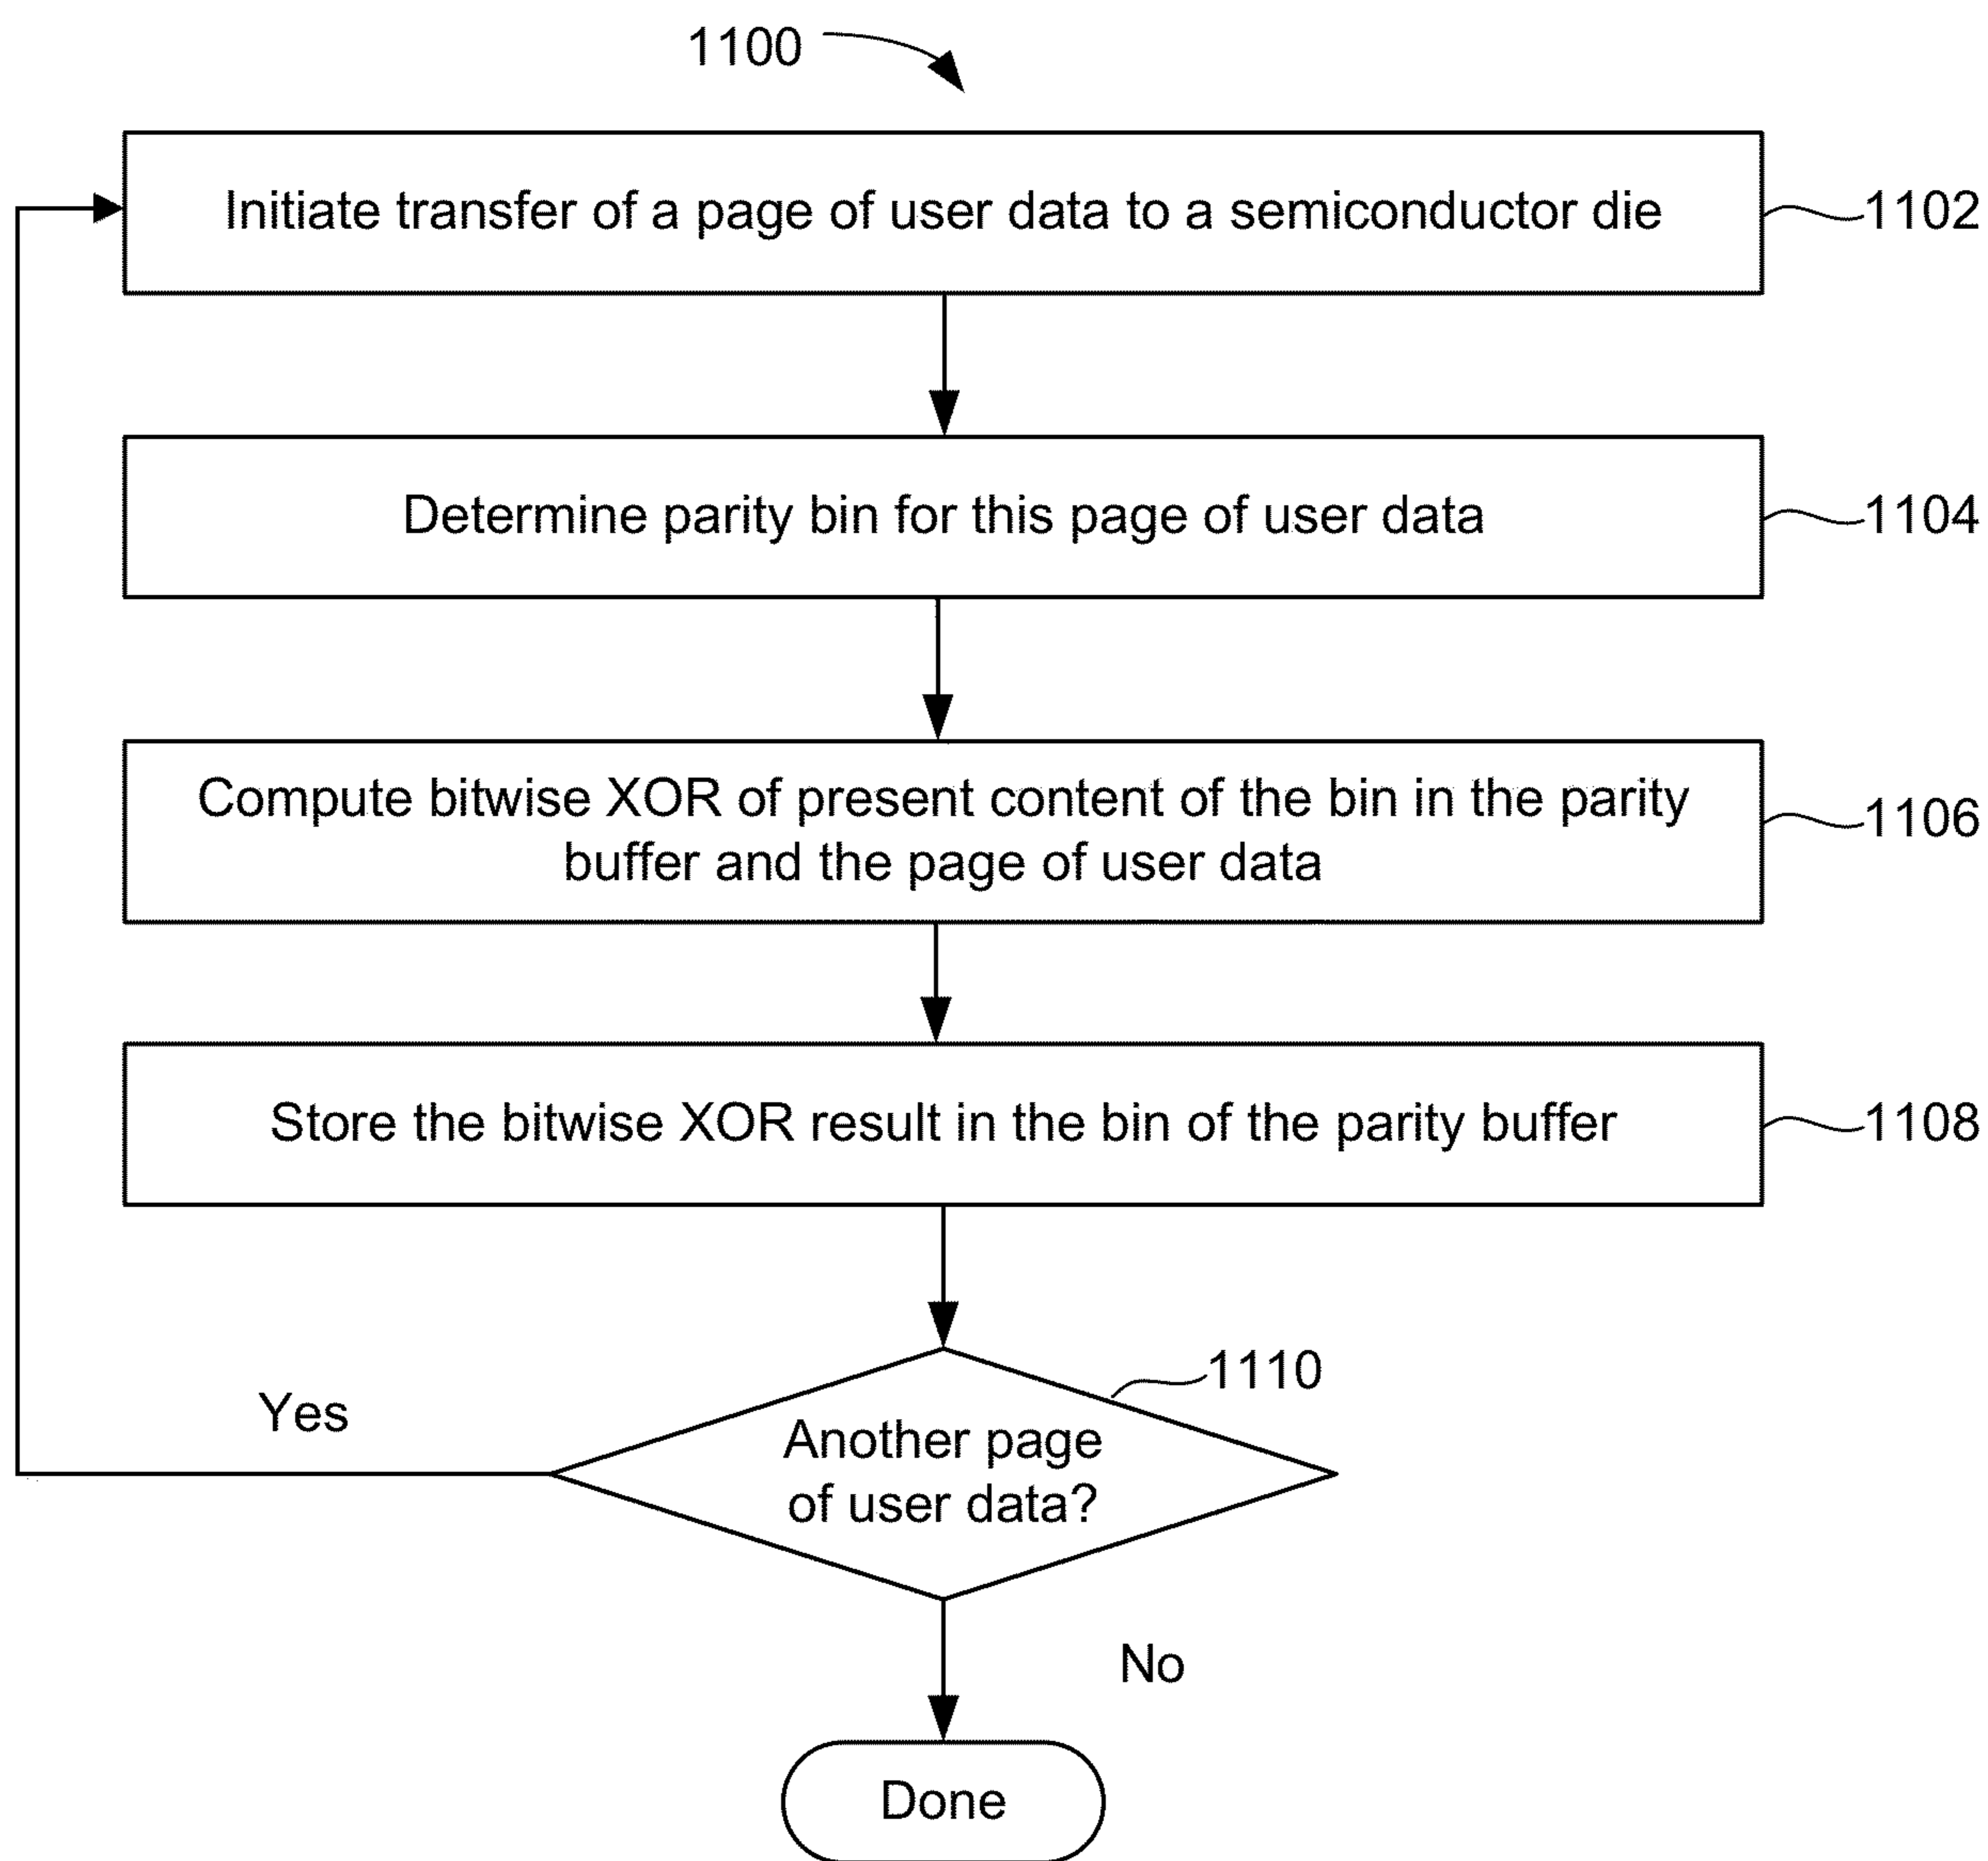 1100
Initiate transfer of a page of user data to a semiconductor die
1102
Determine parity bin for this page of user data
1104
Compute bitwise XOR of present content of the bin in the parity
buffer and the page of user data
1106
Store the bitwise XOR result in the bin of the parity buffer
1108
1110
Another page
of user data?
Yes
No
Done